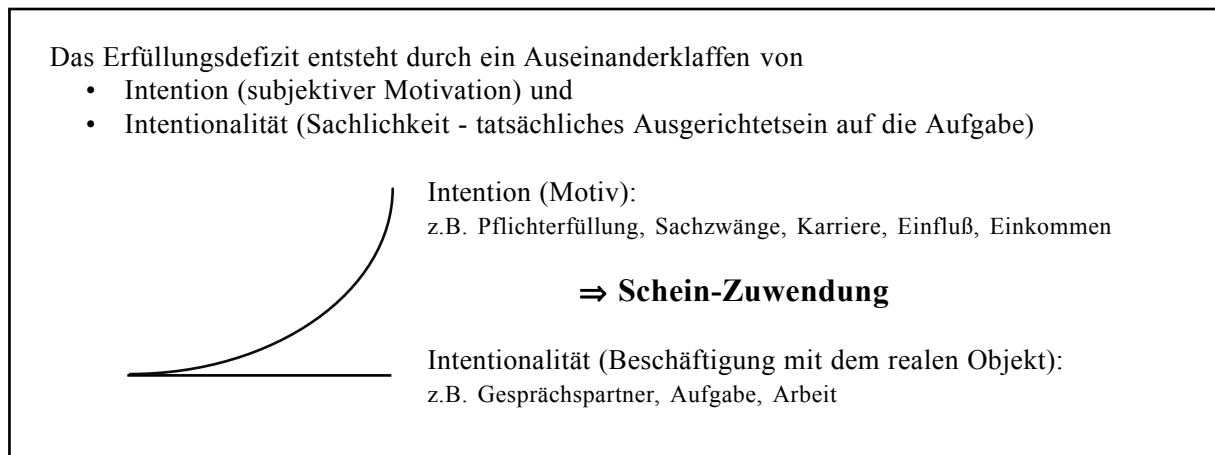 Das Erfüllungsdefizit entsteht durch ein Auseinanderklaffen von
• Intention (subjektiver Motivation) und
• Intentionalität (Sachlichkeit - tatsächliches Ausgerichtetsein auf die Aufgabe)
Intention (Motiv):
z.B. Pflichterfüllung, Sachzwänge, Karriere, Einfluß, Einkommen
⇒ Schein-Zuwendung
Intentionalität (Beschäftigung mit dem realen Objekt):
z.B. Gesprächspartner, Aufgabe, Arbeit